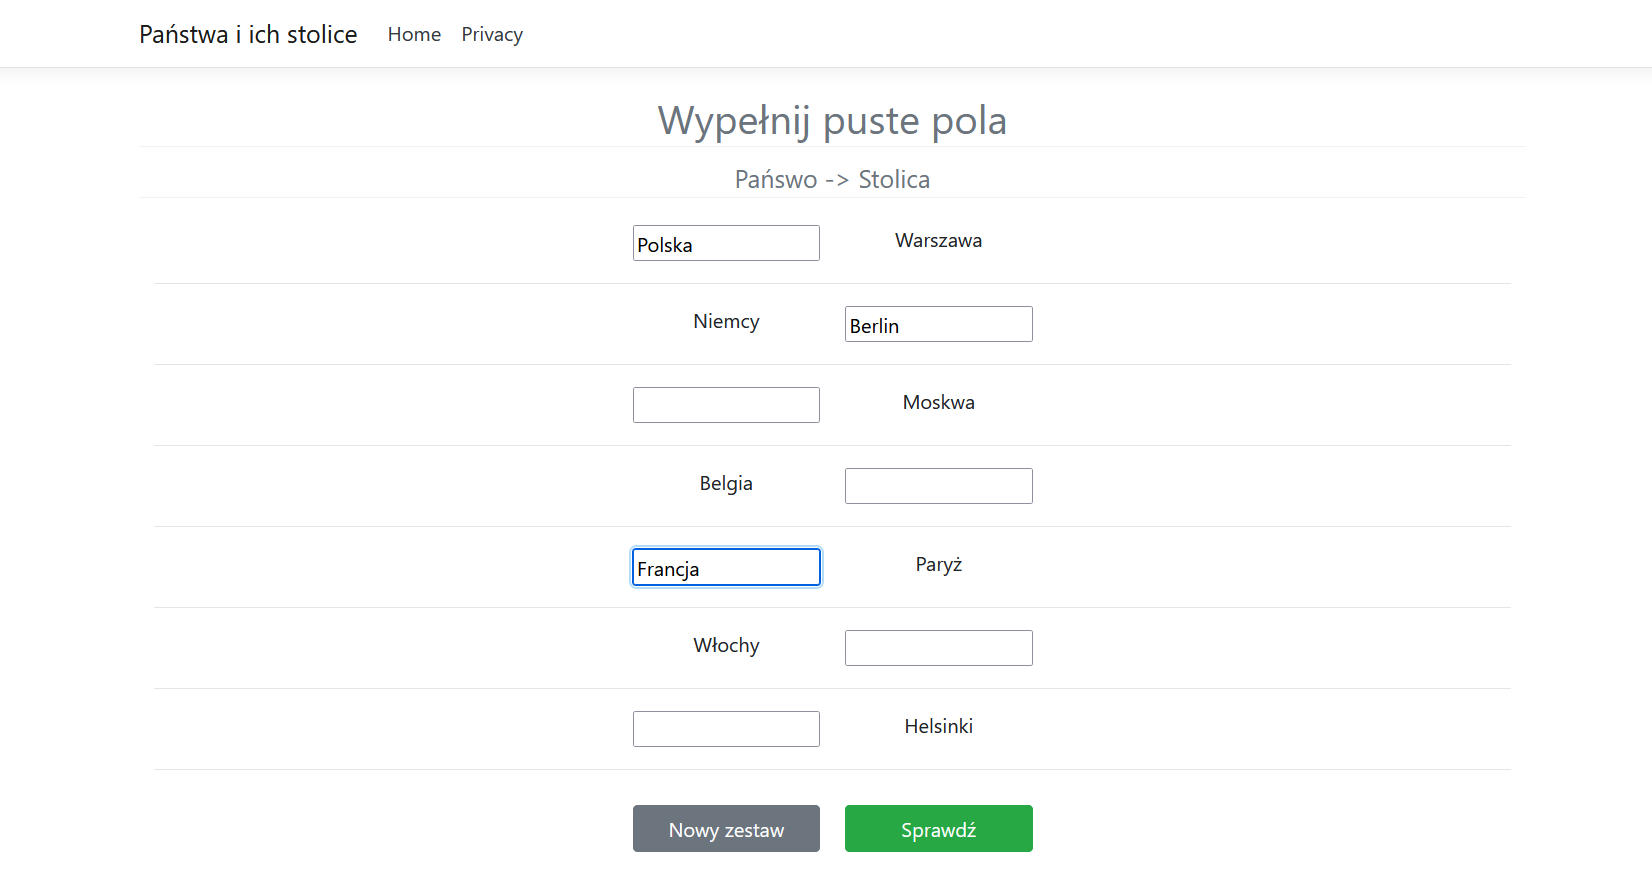 Państwa i ich stolice Home Privacy
Wypełnij puste pola
Pańswo -> Stolica
Polska Warszawa
Niemcy Berlin
Moskwa
Belgia
Francja Paryż
Włochy
Helsinki
Nowy zestaw Sprawdź